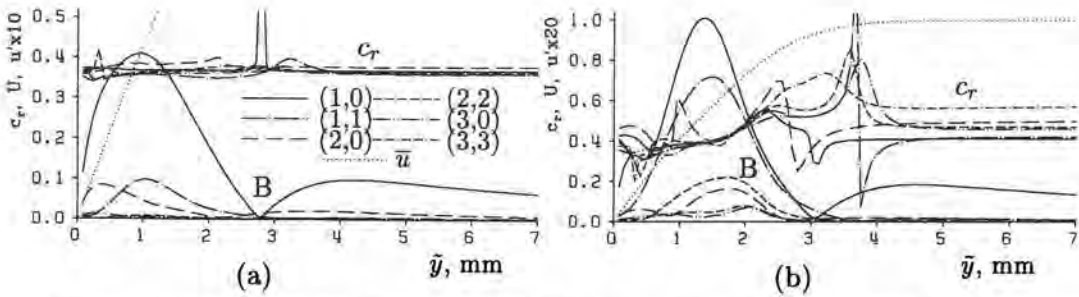 c_r, U, u'x10
0.5
0.4
0.3
0.2
0.1
0.0
c_r
(1,0) (2,2)
(1,1) (3,0)
(2,0) (3,3)
u̅
B
0 1 2 3 4 5 6 7
(a) ỹ, mm
c_r, U, u'x20
1.0
0.8
0.6
0.4
0.2
0.0
c_r
B
0 1 2 3 4 5 6 7
(b) ỹ, mm